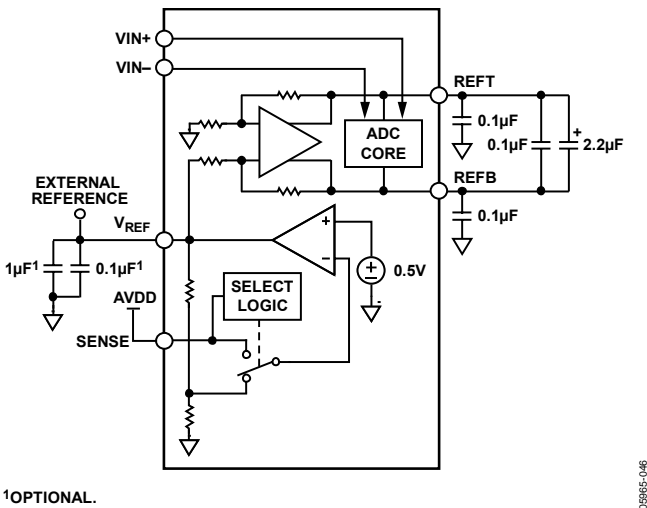 VIN+
VIN–
REFT
0.1µF
ADC
CORE
0.1µF
+
2.2µF
REFB
EXTERNAL
REFERENCE
0.1µF
VREF
+
–
+
–
0.5V
1µF¹
0.1µF¹
SELECT
LOGIC
AVDD
SENSE
¹OPTIONAL.
05965-046